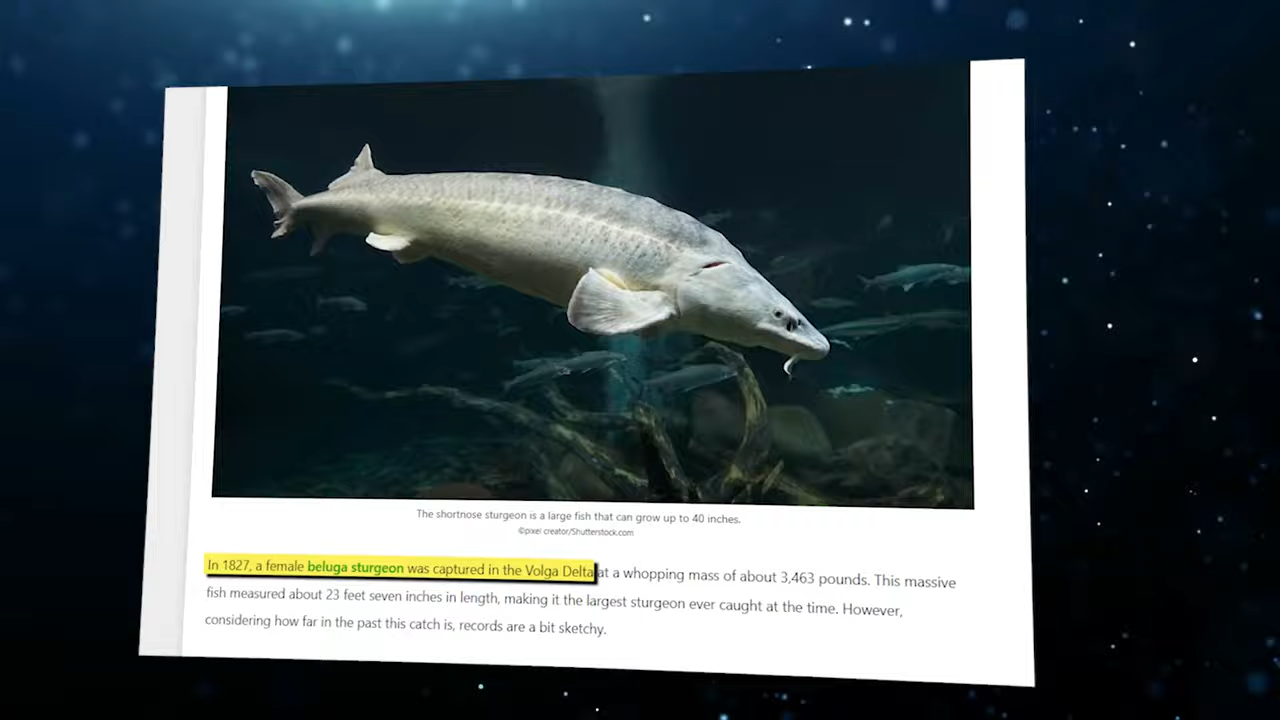 The shortnose sturgeon is a large fish that can grow up to 40 inches.
©pixel creator/Shutterstock.com
In 1827, a female beluga sturgeon was captured in the Volga Delta at a whopping mass of about 3,463 pounds. This massive
fish measured about 23 feet seven inches in length, making it the largest sturgeon ever caught at the time. However,
considering how far in the past this catch is, records are a bit sketchy.